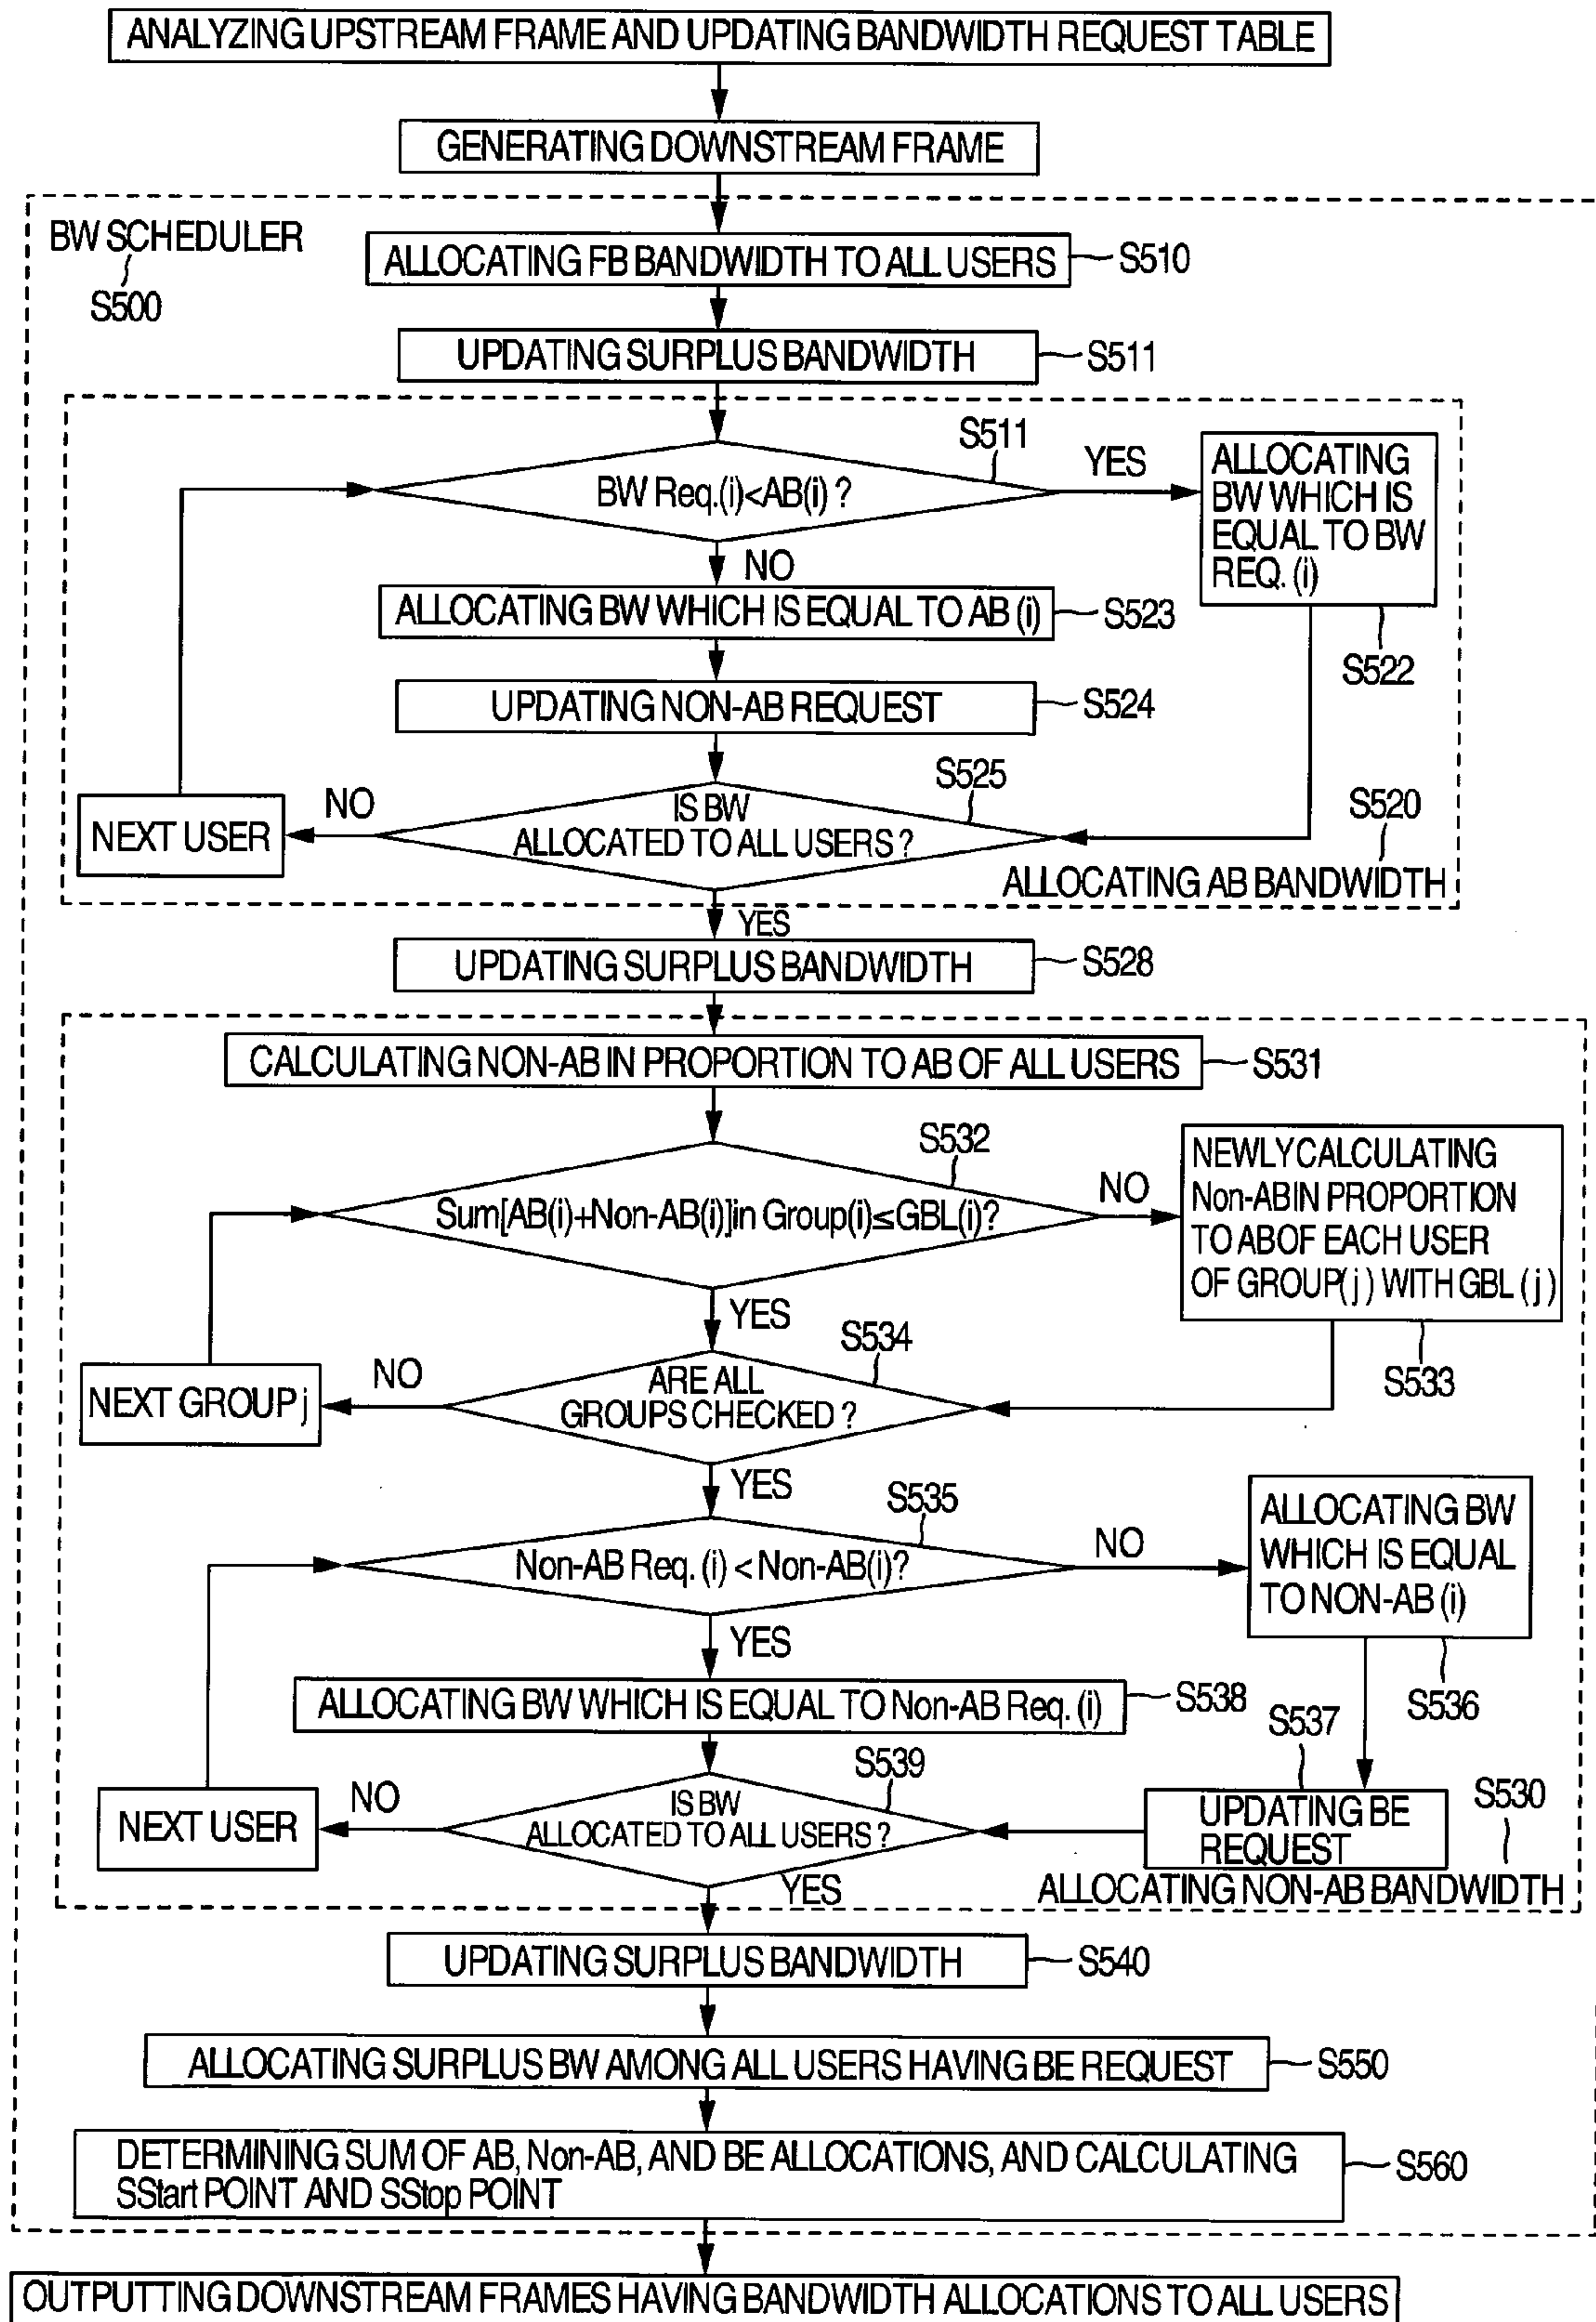 ANALYZING UPSTREAM FRAME AND UPDATING BANDWIDTH REQUEST TABLE
GENERATING DOWNSTREAM FRAME
BW SCHEDULER
S500
ALLOCATING FB BANDWIDTH TO ALL USERS
S510
UPDATING SURPLUS BANDWIDTH
S511
BW Req.(i)<AB(i) ?
S511
YES
ALLOCATING
BW WHICH IS
EQUAL TO BW
REQ. (i)
S522
NO
ALLOCATING BW WHICH IS EQUAL TO AB (i)
S523
UPDATING NON-AB REQUEST
S524
IS BW
ALLOCATED TO ALL USERS ?
S525
NO
NEXT USER
S520
ALLOCATING AB BANDWIDTH
YES
UPDATING SURPLUS BANDWIDTH
S528
CALCULATING NON-AB IN PROPORTION TO AB OF ALL USERS
S531
Sum[AB(i)+Non-AB(i)]in Group(i)≤GBL(i)?
S532
NO
NEWLY CALCULATING
Non-AB IN PROPORTION
TO AB OF EACH USER
OF GROUP(j) WITH GBL (j)
S533
YES
ARE ALL
GROUPS CHECKED ?
S534
NO
NEXT GROUP j
YES
Non-AB Req. (i) < Non-AB(i)?
S535
NO
ALLOCATING BW
WHICH IS EQUAL
TO NON-AB (i)
S536
YES
ALLOCATING BW WHICH IS EQUAL TO Non-AB Req. (i)
S538
S537
UPDATING BE
REQUEST
IS BW
ALLOCATED TO ALL USERS ?
S539
NO
NEXT USER
S530
ALLOCATING NON-AB BANDWIDTH
YES
UPDATING SURPLUS BANDWIDTH
S540
ALLOCATING SURPLUS BW AMONG ALL USERS HAVING BE REQUEST
S550
DETERMINING SUM OF AB, Non-AB, AND BE ALLOCATIONS, AND CALCULATING
SStart POINT AND SStop POINT
S560
OUTPUTTING DOWNSTREAM FRAMES HAVING BANDWIDTH ALLOCATIONS TO ALL USERS